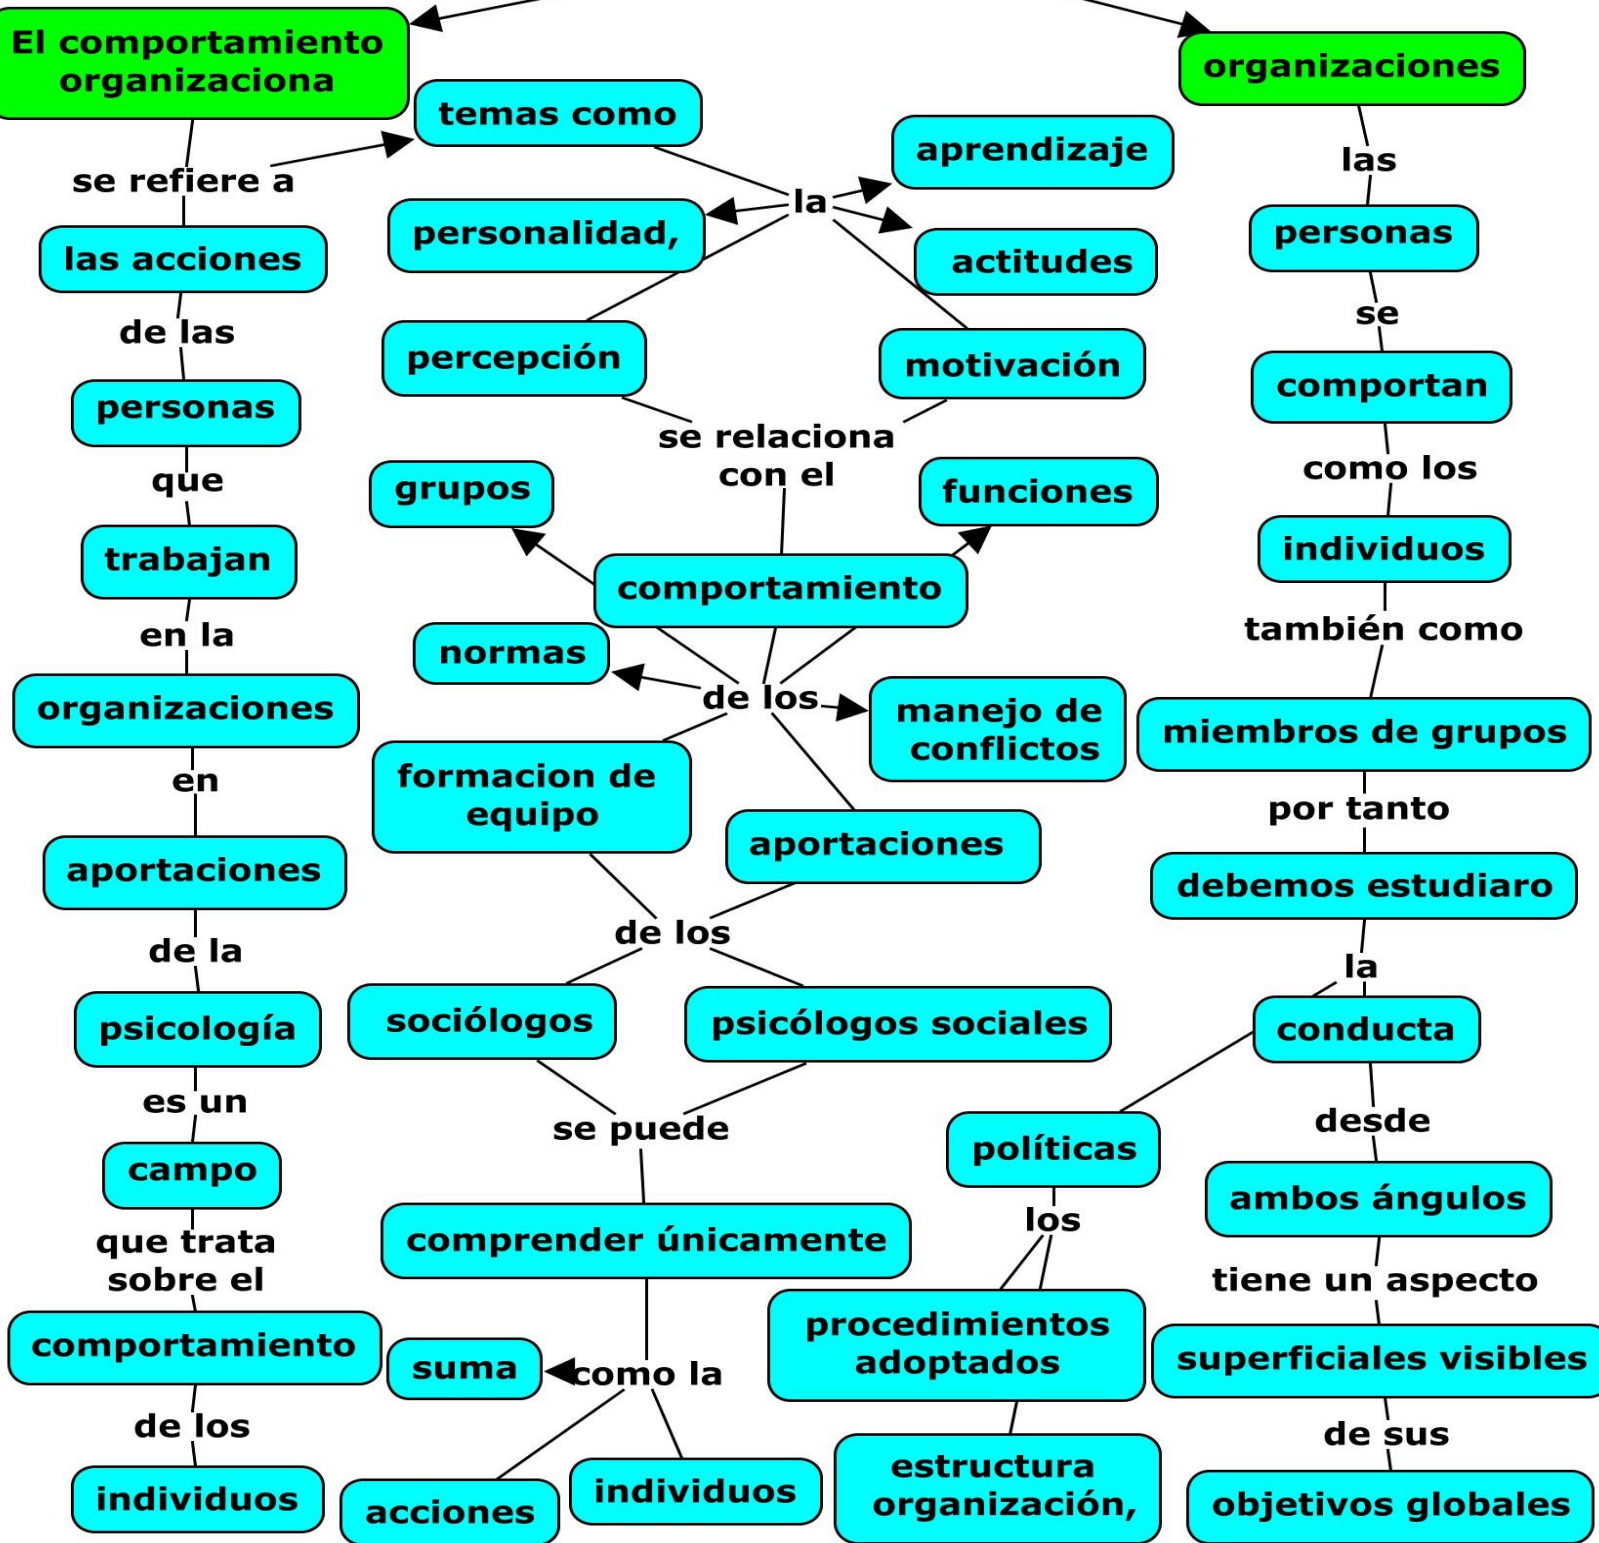 El comportamiento
organizaciona
se refiere a
las acciones
de las
personas
que
trabajan
en la
organizaciones
en
aportaciones
de la
psicología
es un
campo
que trata
sobre el
comportamiento
de los
individuos
temas como
la
aprendizaje
personalidad,
actitudes
percepción
motivación
se relaciona
con el
grupos
funciones
comportamiento
normas
de los
manejo de
conflictos
formacion de
equipo
aportaciones
de los
sociólogos
psicólogos sociales
se puede
comprender únicamente
como la
suma
acciones
individuos
organizaciones
las
personas
se
comportan
como los
individuos
también como
miembros de grupos
por tanto
debemos estudiaro
la
conducta
desde
ambos ángulos
tiene un aspecto
superficiales visibles
de sus
objetivos globales
políticas
los
procedimientos
adoptados
estructura
organización,